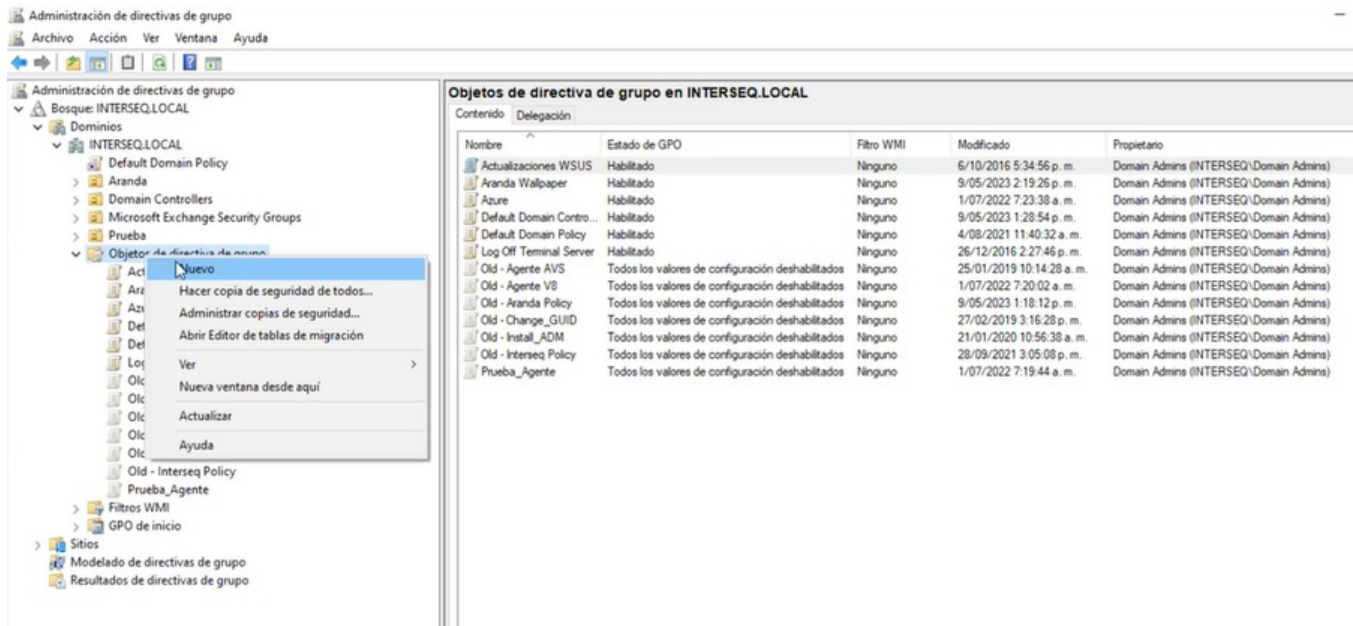 Administración de directivas de grupo
Archivo Acción Ver Ventana Ayuda
Administración de directivas de grupo
Bosque: INTERSEQ.LOCAL
Dominios
INTERSEQ.LOCAL
Default Domain Policy
Aranda
Domain Controllers
Microsoft Exchange Security Groups
Prueba
Objetos de directiva de grupo
Act
Ara
Azu
Def
Def
Log
Old
Old
Old
Old
Old
Old - Interseq Policy
Prueba_Agente
Filtros WMI
GPO de inicio
Sitios
Modelado de directivas de grupo
Resultados de directivas de grupo
Nuevo
Hacer copia de seguridad de todos...
Administrar copias de seguridad...
Abrir Editor de tablas de migración
Ver
Nueva ventana desde aquí
Actualizar
Ayuda
Objetos de directiva de grupo en INTERSEQ.LOCAL
Contenido Delegación
Nombre Estado de GPO Filtro WMI Modificado Propietario
Actualizaciones WSUS Habilitado Ninguno 6/10/2016 5:34:56 p. m. Domain Admins (INTERSEQ\Domain Admins)
Aranda Wallpaper Habilitado Ninguno 9/05/2023 2:19:26 p. m. Domain Admins (INTERSEQ\Domain Admins)
Azure Habilitado Ninguno 1/07/2022 7:23:38 a. m. Domain Admins (INTERSEQ\Domain Admins)
Default Domain Contro... Habilitado Ninguno 9/05/2023 1:28:54 p. m. Domain Admins (INTERSEQ\Domain Admins)
Default Domain Policy Habilitado Ninguno 4/08/2021 11:40:32 a. m. Domain Admins (INTERSEQ\Domain Admins)
Log Off Terminal Server Habilitado Ninguno 26/12/2016 2:27:46 p. m. Domain Admins (INTERSEQ\Domain Admins)
Old - Agente AVS Todos los valores de configuración deshabilitados Ninguno 25/01/2019 10:14:28 a. m. Domain Admins (INTERSEQ\Domain Admins)
Old - Agente V8 Todos los valores de configuración deshabilitados Ninguno 1/07/2022 7:20:02 a. m. Domain Admins (INTERSEQ\Domain Admins)
Old - Aranda Policy Todos los valores de configuración deshabilitados Ninguno 9/05/2023 1:18:12 p. m. Domain Admins (INTERSEQ\Domain Admins)
Old - Change_GUID Todos los valores de configuración deshabilitados Ninguno 27/02/2019 3:16:28 p. m. Domain Admins (INTERSEQ\Domain Admins)
Old - Install_ADM Todos los valores de configuración deshabilitados Ninguno 21/01/2020 10:56:38 a. m. Domain Admins (INTERSEQ\Domain Admins)
Old - Interseq Policy Todos los valores de configuración deshabilitados Ninguno 28/09/2021 3:05:08 p. m. Domain Admins (INTERSEQ\Domain Admins)
Prueba_Agente Todos los valores de configuración deshabilitados Ninguno 1/07/2022 7:19:44 a. m. Domain Admins (INTERSEQ\Domain Admins)